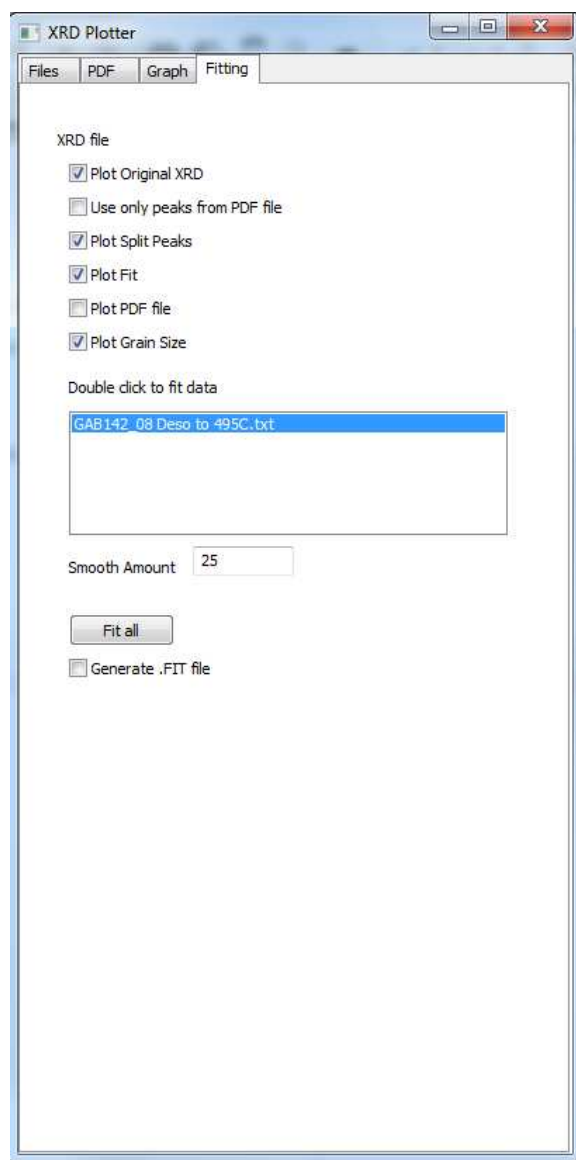 XRD Plotter
Files PDF Graph Fitting
XRD file
Plot Original XRD
Use only peaks from PDF file
Plot Split Peaks
Plot Fit
Plot PDF file
Plot Grain Size
Double click to fit data
GAB142_08 Deso to 495C.txt
Smooth Amount 25
Fit all
Generate .FIT file